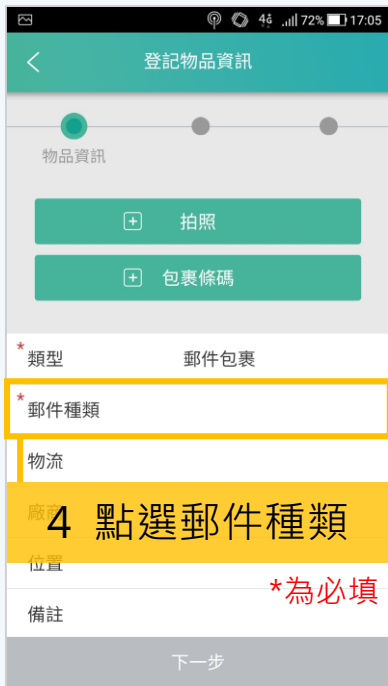 4G 72% 17:05
登記物品資訊
物品資訊
拍照
包裹條碼
*類型 郵件包裹
*郵件種類
物流
廠商
4 點選郵件種類
位置
*為必填
備註
下一步